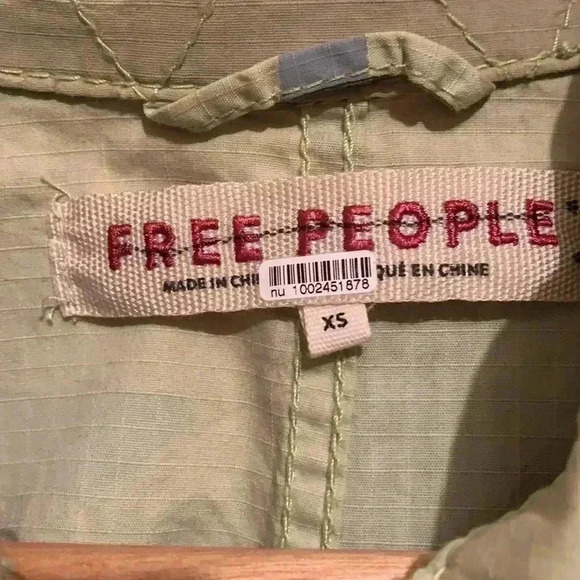 FREE PEOPLE
MADE IN CHI QUÉ EN CHINE
nu 1002451878
XS